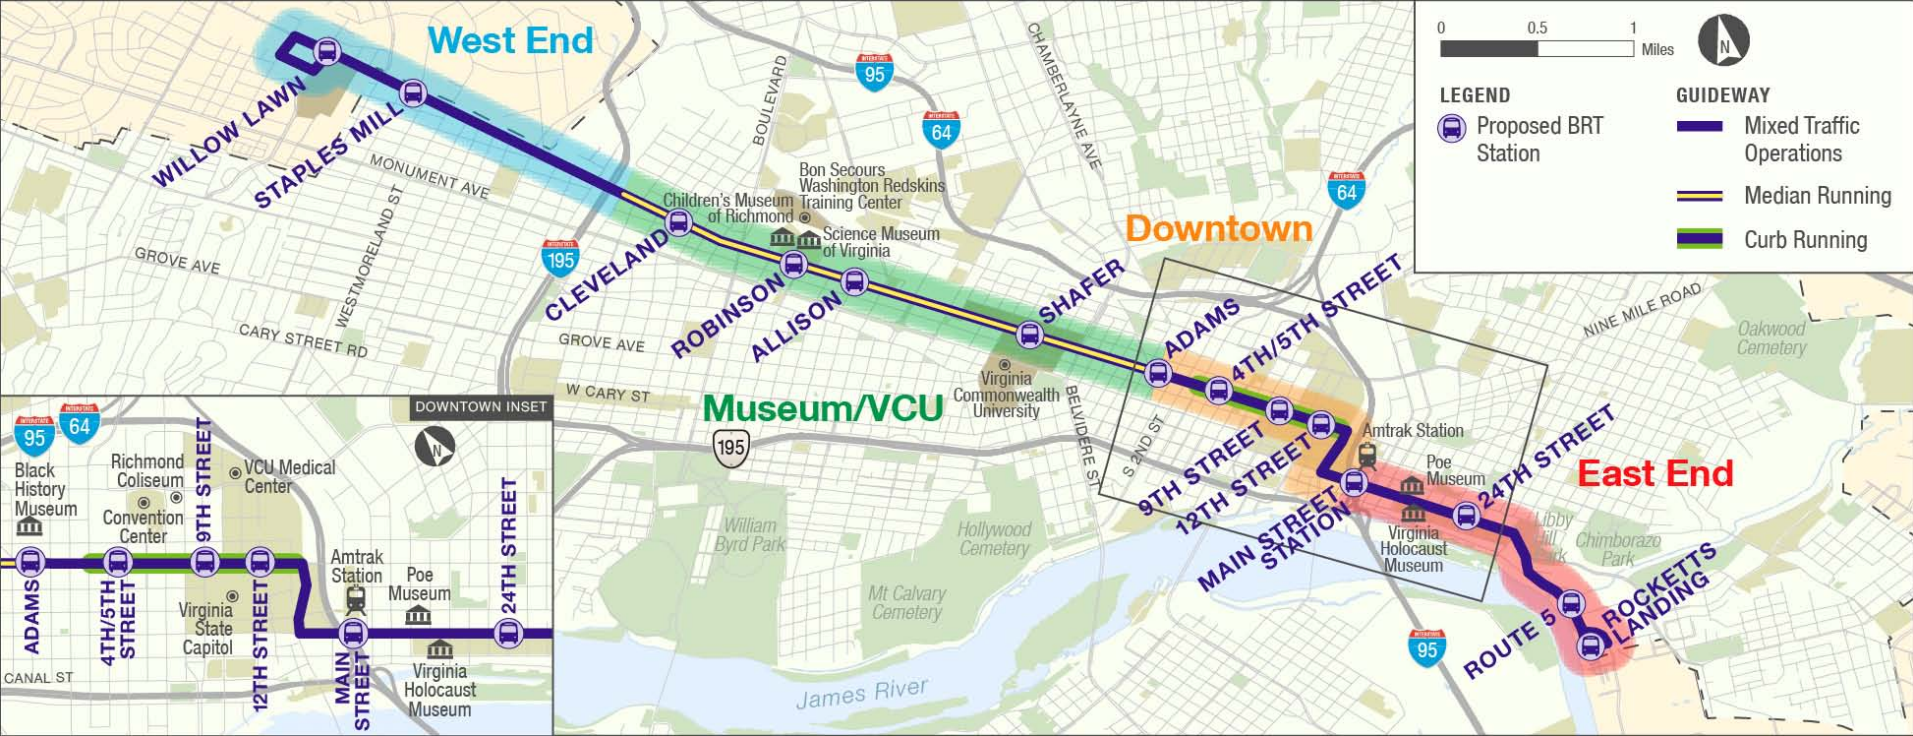 West End
WILLOW LAWN
STAPLES MILL
MONUMENT AVE
WESTMORELAND ST
GROVE AVE
CARY STREET RD
INTERSTATE
195
BOULEVARD
INTERSTATE
95
INTERSTATE
64
CHAMBERLAYNE AVE
Bon Secours
Washington Redskins
Training Center
Children's Museum
of Richmond
Science Museum
of Virginia
CLEVELAND
ROBINSON
ALLISON
SHAFER
GROVE AVE
W CARY ST
Museum/VCU
195
Virginia
Commonwealth
University
BELVIDERE ST
S 2ND ST
Downtown
INTERSTATE
64
ADAMS
4TH/5TH STREET
9TH STREET
12TH STREET
MAIN STREET
STATION
Amtrak Station
Poe
Museum
Virginia
Holocaust
Museum
24TH STREET
East End
Libby
Hill
Park
Chimborazo
Park
ROUTE 5
ROCKETTS
LANDING
NINE MILE ROAD
Oakwood
Cemetery
William
Byrd Park
Hollywood
Cemetery
Mt Calvary
Cemetery
James River
INTERSTATE
95
0
0.5
1
Miles
N
LEGEND
Proposed BRT
Station
GUIDEWAY
Mixed Traffic
Operations
Median Running
Curb Running
DOWNTOWN INSET
N
INTERSTATE
95
INTERSTATE
64
Black
History
Museum
Richmond
Coliseum
Convention
Center
9TH STREET
VCU Medical
Center
Amtrak
Station
Poe
Museum
24TH STREET
ADAMS
4TH/5TH
STREET
Virginia
State
Capitol
12TH STREET
MAIN
STREET
Virginia
Holocaust
Museum
CANAL ST